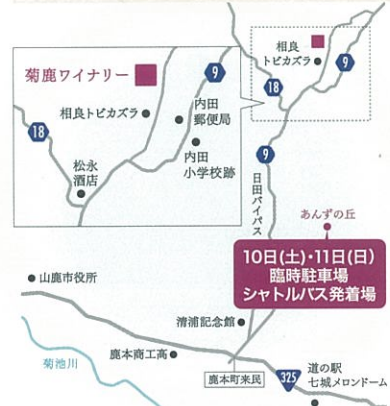 菊鹿ワイナリー
9
相良トビカズラ
内田
郵便局
18
内田
小学校跡
松永
酒店
相良
トビカズラ
9
18
9
日田バイパス
あんずの丘
10日(土)・11日(日)
臨時駐車場
シャトルバス発着場
山鹿市役所
清浦記念館
菊池川
鹿本商工高
鹿本町来民
325
道の駅
七城メロンドーム